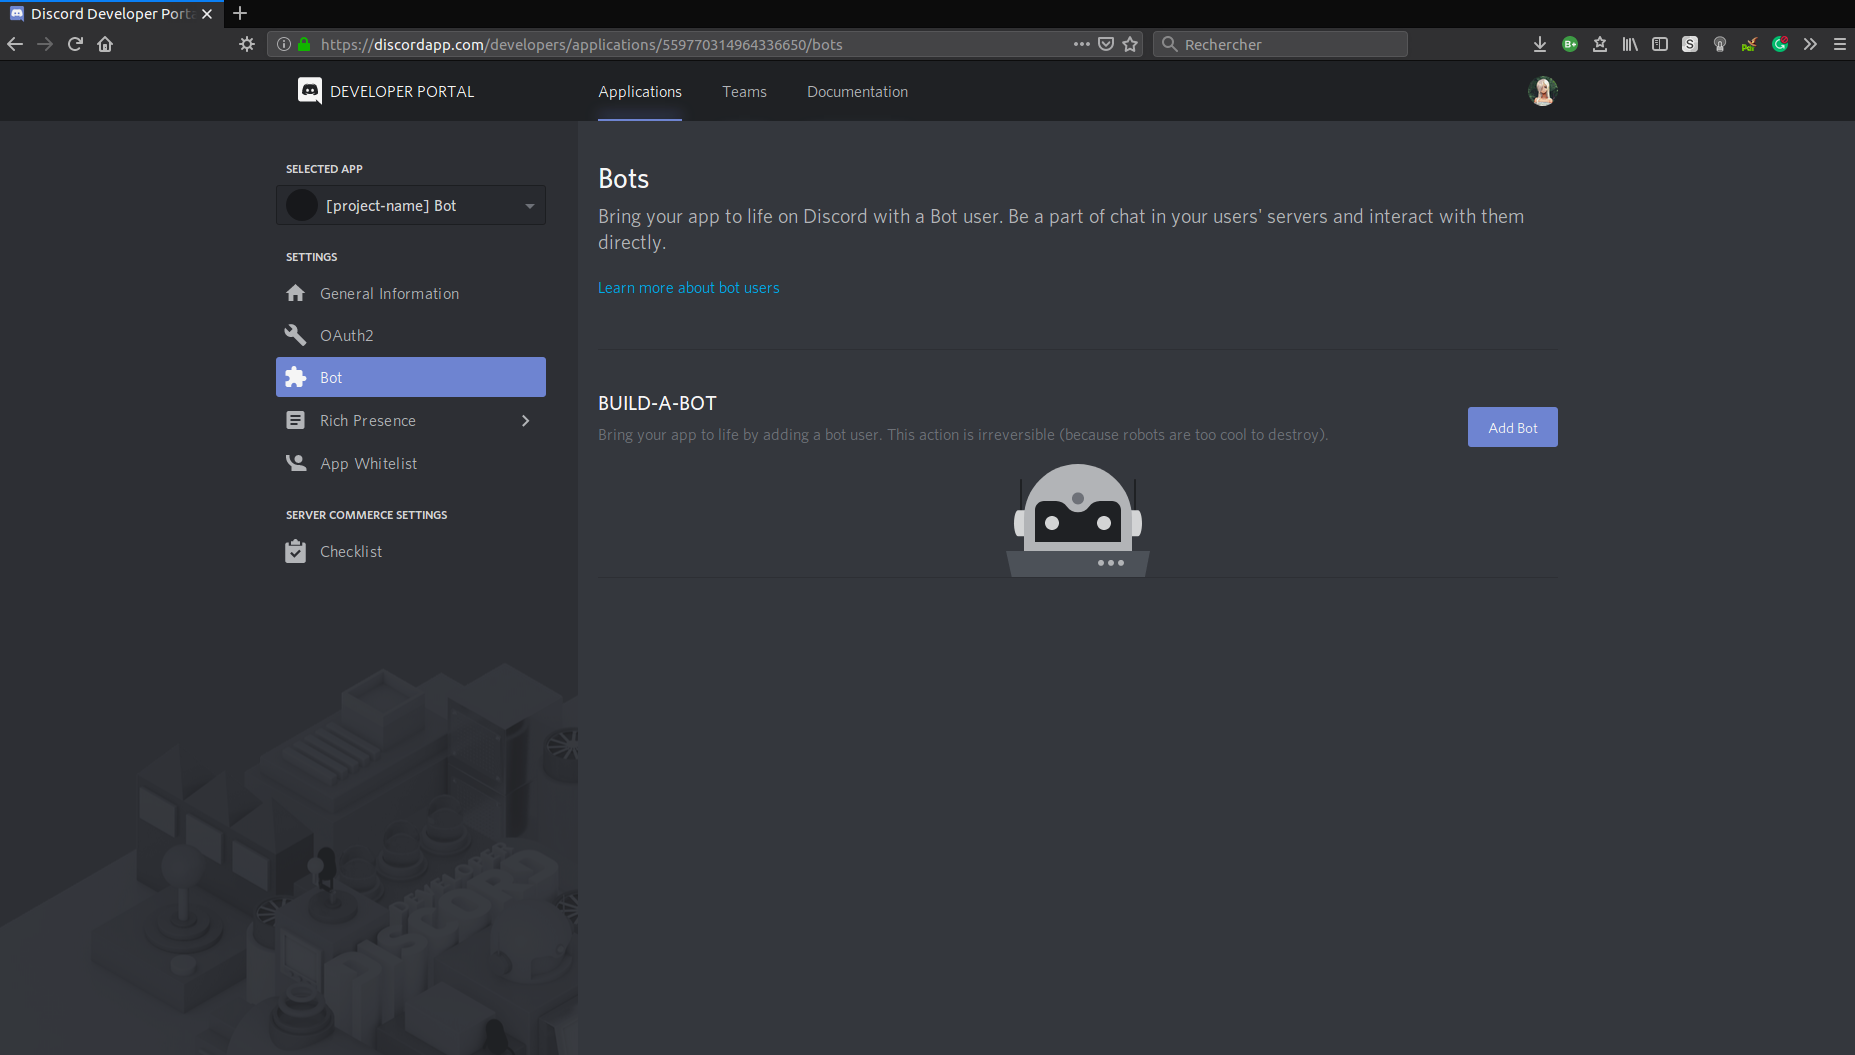 Discord Developer Port
https://discordapp.com/developers/applications/559770314964336650/bots
Rechercher
DEVELOPER PORTAL
Applications
Teams
Documentation
SELECTED APP
[project-name] Bot
SETTINGS
General Information
OAuth2
Bot
Rich Presence
App Whitelist
SERVER COMMERCE SETTINGS
Checklist
Bots
Bring your app to life on Discord with a Bot user. Be a part of chat in your users' servers and interact with them
directly.
Learn more about bot users
BUILD-A-BOT
Bring your app to life by adding a bot user. This action is irreversible (because robots are too cool to destroy).
Add Bot